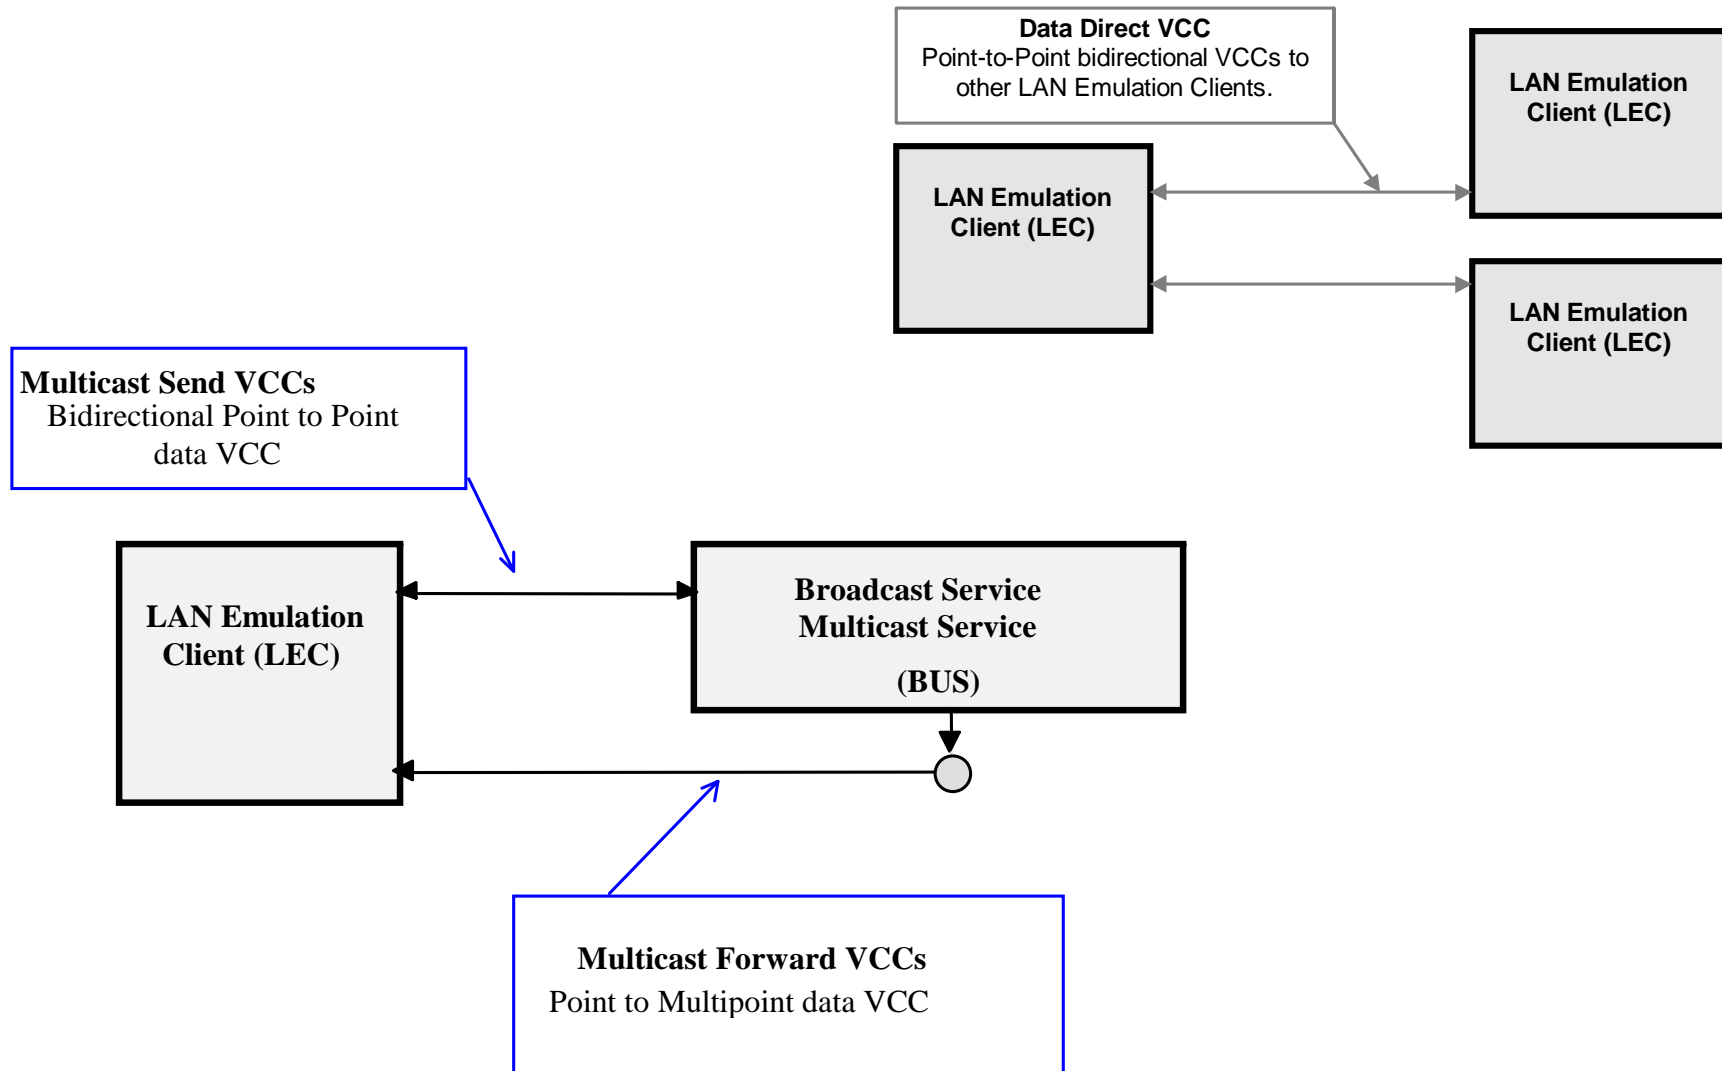 Data Direct VCC
Point-to-Point bidirectional VCCs to
other LAN Emulation Clients.
LAN Emulation
Client (LEC)
LAN Emulation
Client (LEC)
LAN Emulation
Client (LEC)
Multicast Send VCCs
Bidirectional Point to Point
data VCC
LAN Emulation
Client (LEC)
Broadcast Service
Multicast Service
(BUS)
Multicast Forward VCCs
Point to Multipoint data VCC